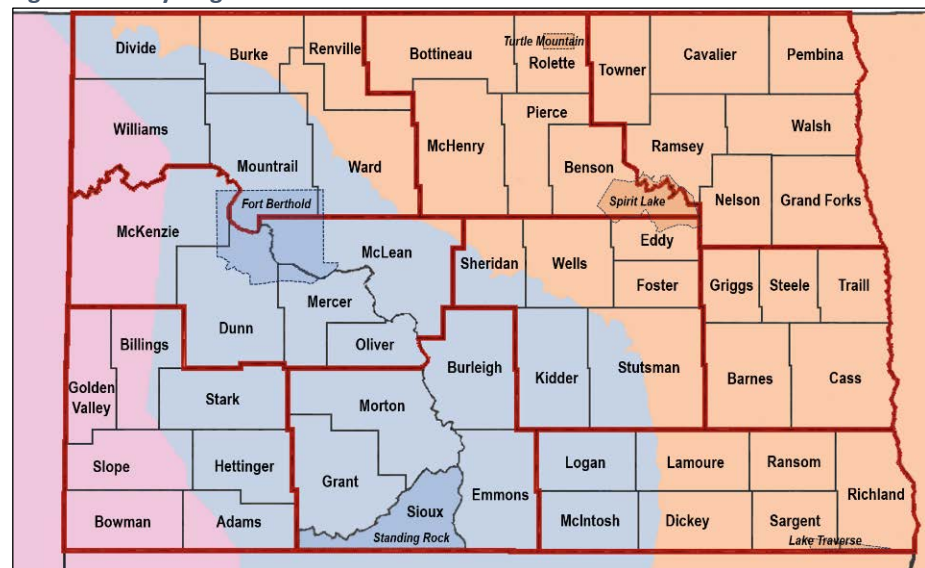 Divide
Burke
Renville
Bottineau
Turtle Mountain
Rolette
Towner
Cavalier
Pembina
Williams
Mountrail
Ward
McHenry
Pierce
Benson
Ramsey
Walsh
Fort Berthold
Spirit Lake
Nelson
Grand Forks
McKenzie
McLean
Sheridan
Wells
Eddy
Foster
Griggs
Steele
Traill
Mercer
Dunn
Oliver
Billings
Golden
Valley
Stark
Burleigh
Kidder
Stutsman
Barnes
Cass
Morton
Slope
Hettinger
Grant
Logan
Lamoure
Ransom
Richland
Bowman
Adams
Sioux
Emmons
McIntosh
Dickey
Sargent
Standing Rock
Lake Traverse